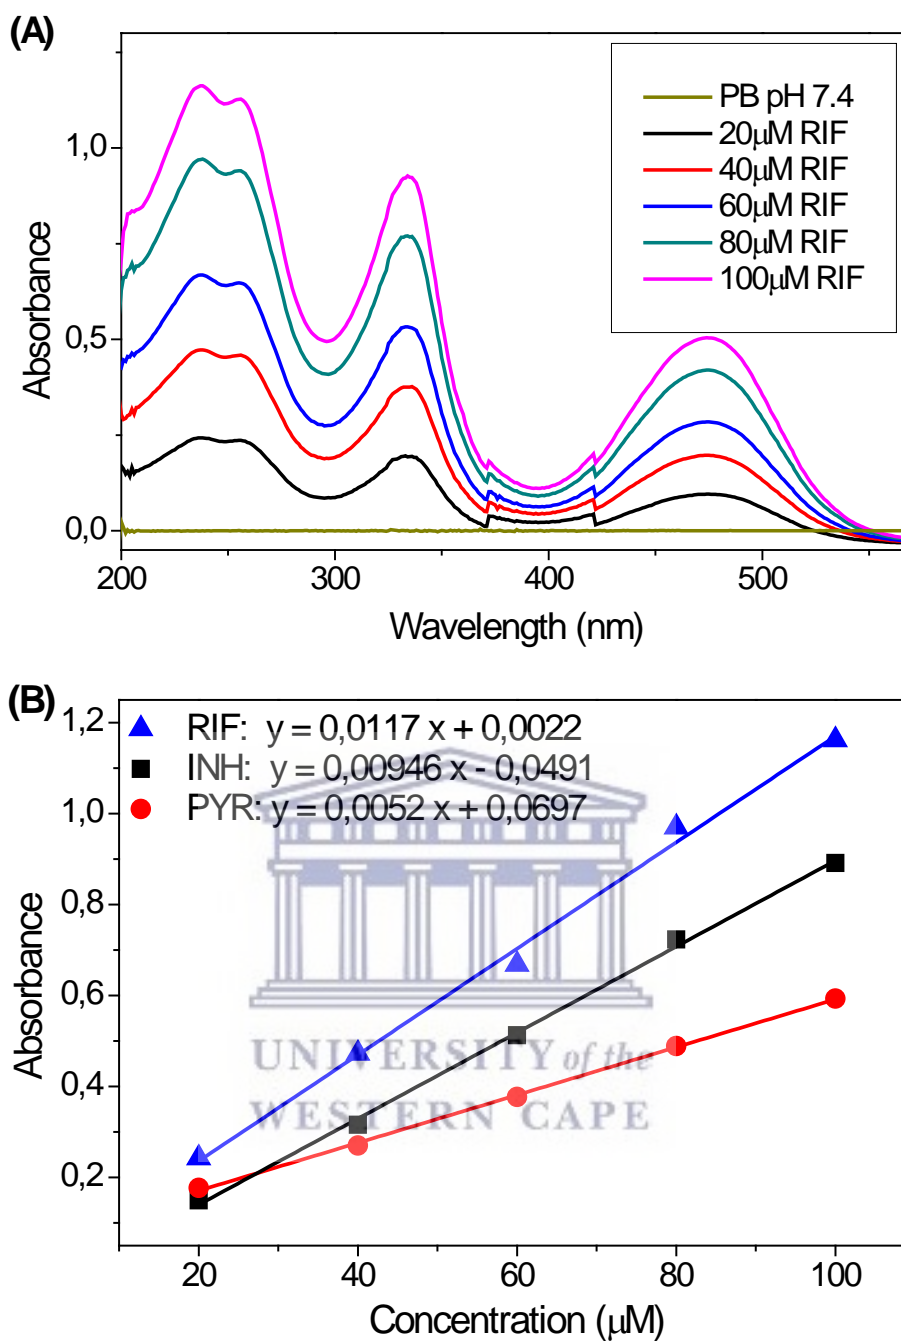 (A)
Absorbance
1,0
0,5
0,0
200 300 400 500
Wavelength (nm)
PB pH 7.4
20μM RIF
40μM RIF
60μM RIF
80μM RIF
100μM RIF
(B)
Absorbance
1,2
1,0
0,8
0,6
0,4
0,2
RIF: y = 0,0117 x + 0,0022
INH: y = 0,00946 x - 0,0491
PYR: y = 0,0052 x + 0,0697
UNIVERSITY of the
WESTERN CAPE
20 40 60 80 100
Concentration (μM)